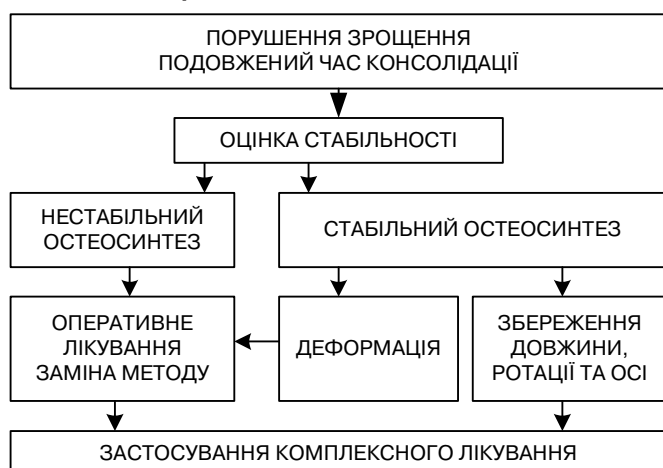 ПОРУШЕННЯ ЗРОЩЕННЯ
ПОДОВЖЕНИЙ ЧАС КОНСОЛІДАЦІЇ
ОЦІНКА СТАБІЛЬНОСТІ
НЕСТАБІЛЬНИЙ
ОСТЕОСИНТЕЗ
СТАБІЛЬНИЙ ОСТЕОСИНТЕЗ
ОПЕРАТИВНЕ
ЛІКУВАННЯ
ЗАМІНА МЕТОДУ
ДЕФОРМАЦІЯ
ЗБЕРЕЖЕННЯ
ДОВЖИНИ,
РОТАЦІЇ ТА ОСІ
ЗАСТОСУВАННЯ КОМПЛЕКСНОГО ЛІКУВАННЯ